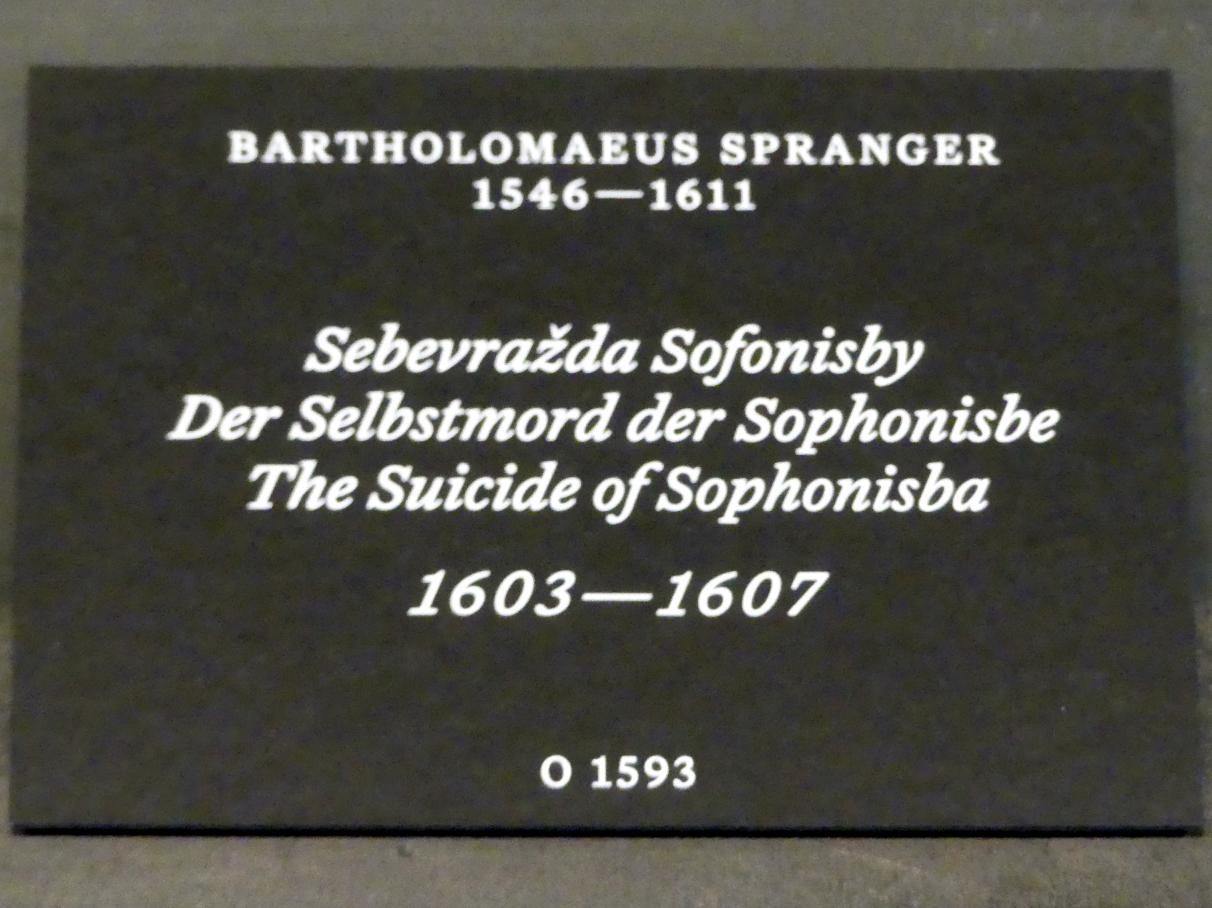 BARTHOLOMAEUS SPRANGER
1546—1611
Sebevražda Sofonisby
Der Selbstmord der Sophonisbe
The Suicide of Sophonisba
1603—1607
O 1593